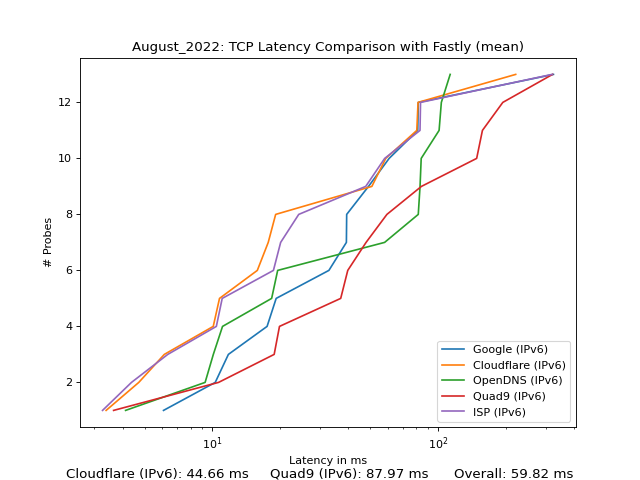 August_2022: TCP Latency Comparison with Fastly (mean)
# Probes
12
10
8
6
4
2
Google (IPv6)
Cloudflare (IPv6)
OpenDNS (IPv6)
Quad9 (IPv6)
ISP (IPv6)
10¹
10²
Latency in ms
Cloudflare (IPv6): 44.66 ms Quad9 (IPv6): 87.97 ms Overall: 59.82 ms